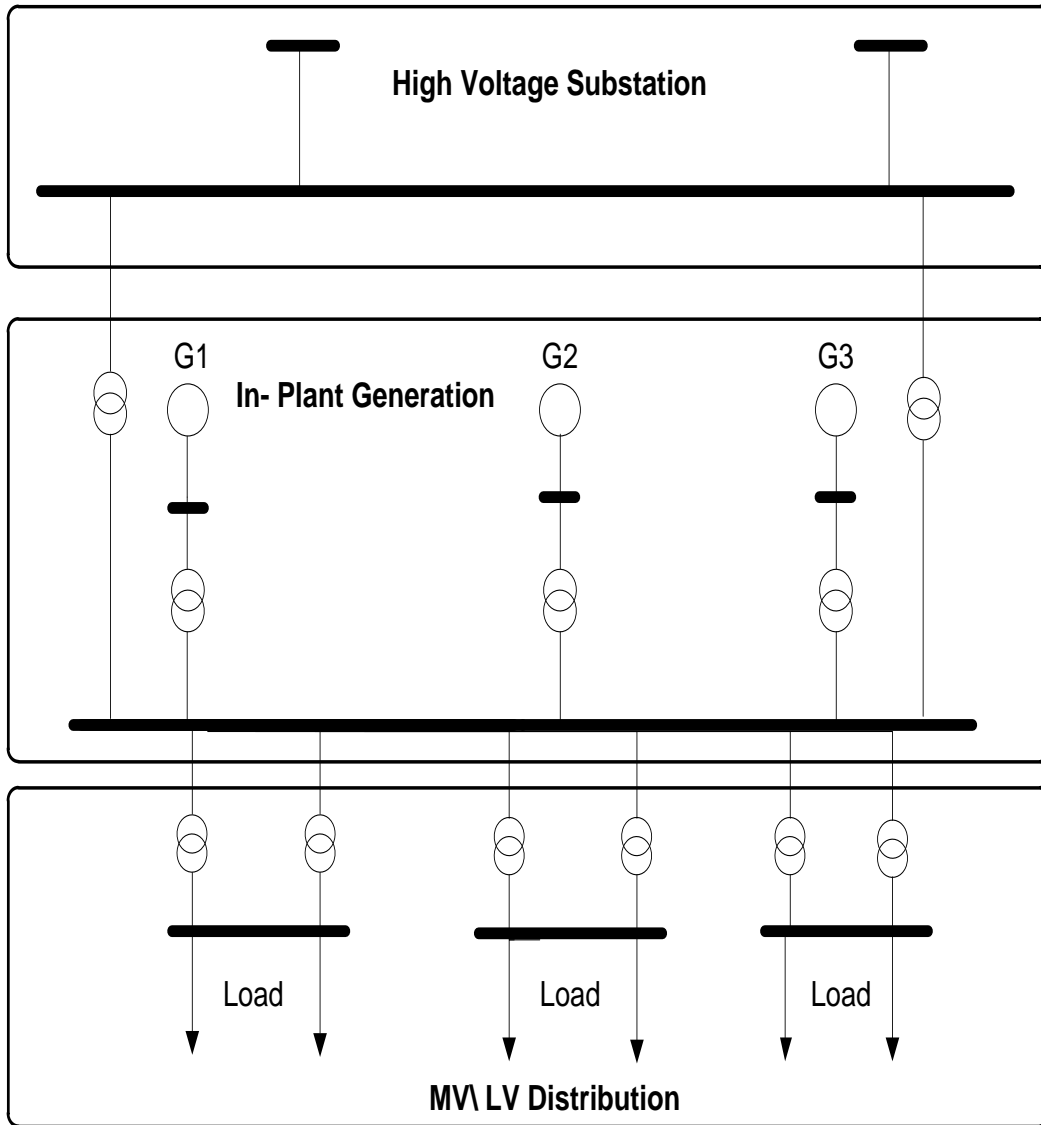 High Voltage Substation
G1
G2
G3
In- Plant Generation
Load
Load
Load
MV\ LV Distribution